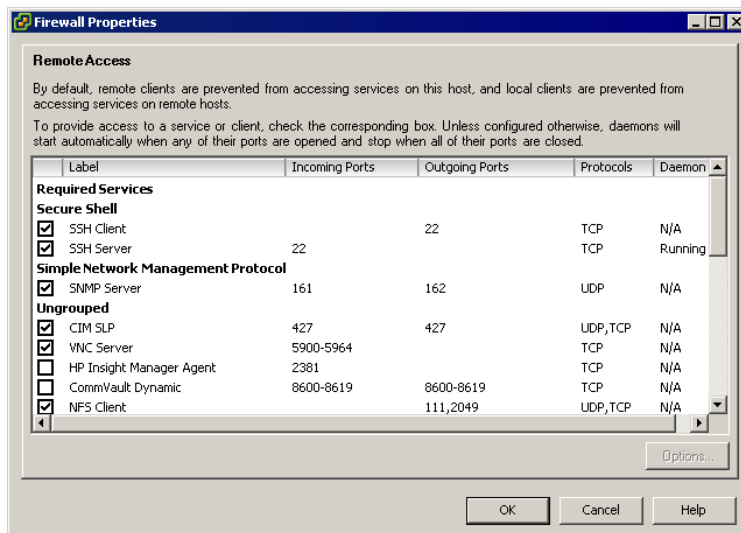 Firewall Properties
Remote Access
By default, remote clients are prevented from accessing services on this host, and local clients are prevented from
accessing services on remote hosts.
To provide access to a service or client, check the corresponding box. Unless configured otherwise, daemons will
start automatically when any of their ports are opened and stop when all of their ports are closed.
Label Incoming Ports Outgoing Ports Protocols Daemon
Required Services
Secure Shell
SSH Client 22 TCP N/A
SSH Server 22 TCP Running
Simple Network Management Protocol
SNMP Server 161 162 UDP N/A
Ungrouped
CIM SLP 427 427 UDP,TCP N/A
VNC Server 5900-5964 TCP N/A
HP Insight Manager Agent 2381 TCP N/A
CommVault Dynamic 8600-8619 8600-8619 TCP N/A
NFS Client 111,2049 UDP,TCP N/A
Options...
OK Cancel Help